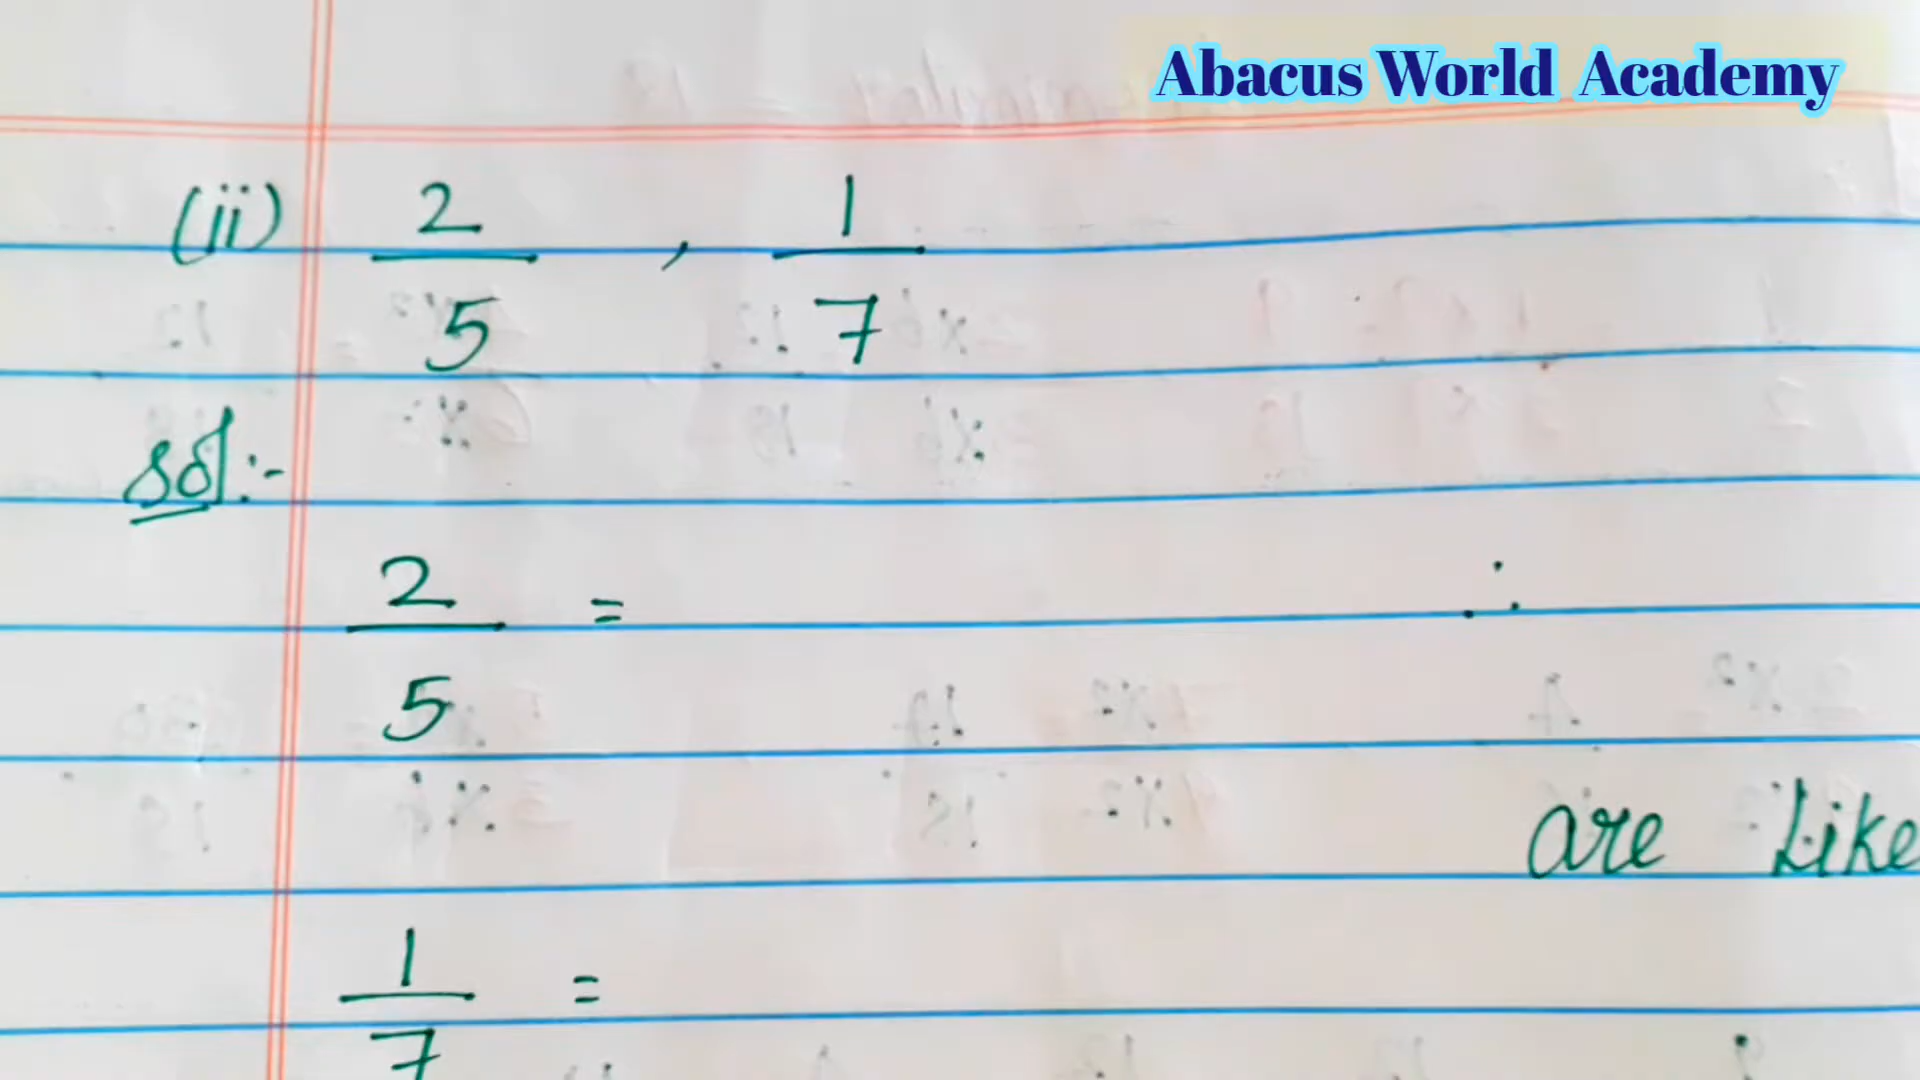 Abacus World Academy
(ii) 2/5 , 1/7
Sol:-
2/5 = ∴
are Like
1/7 =